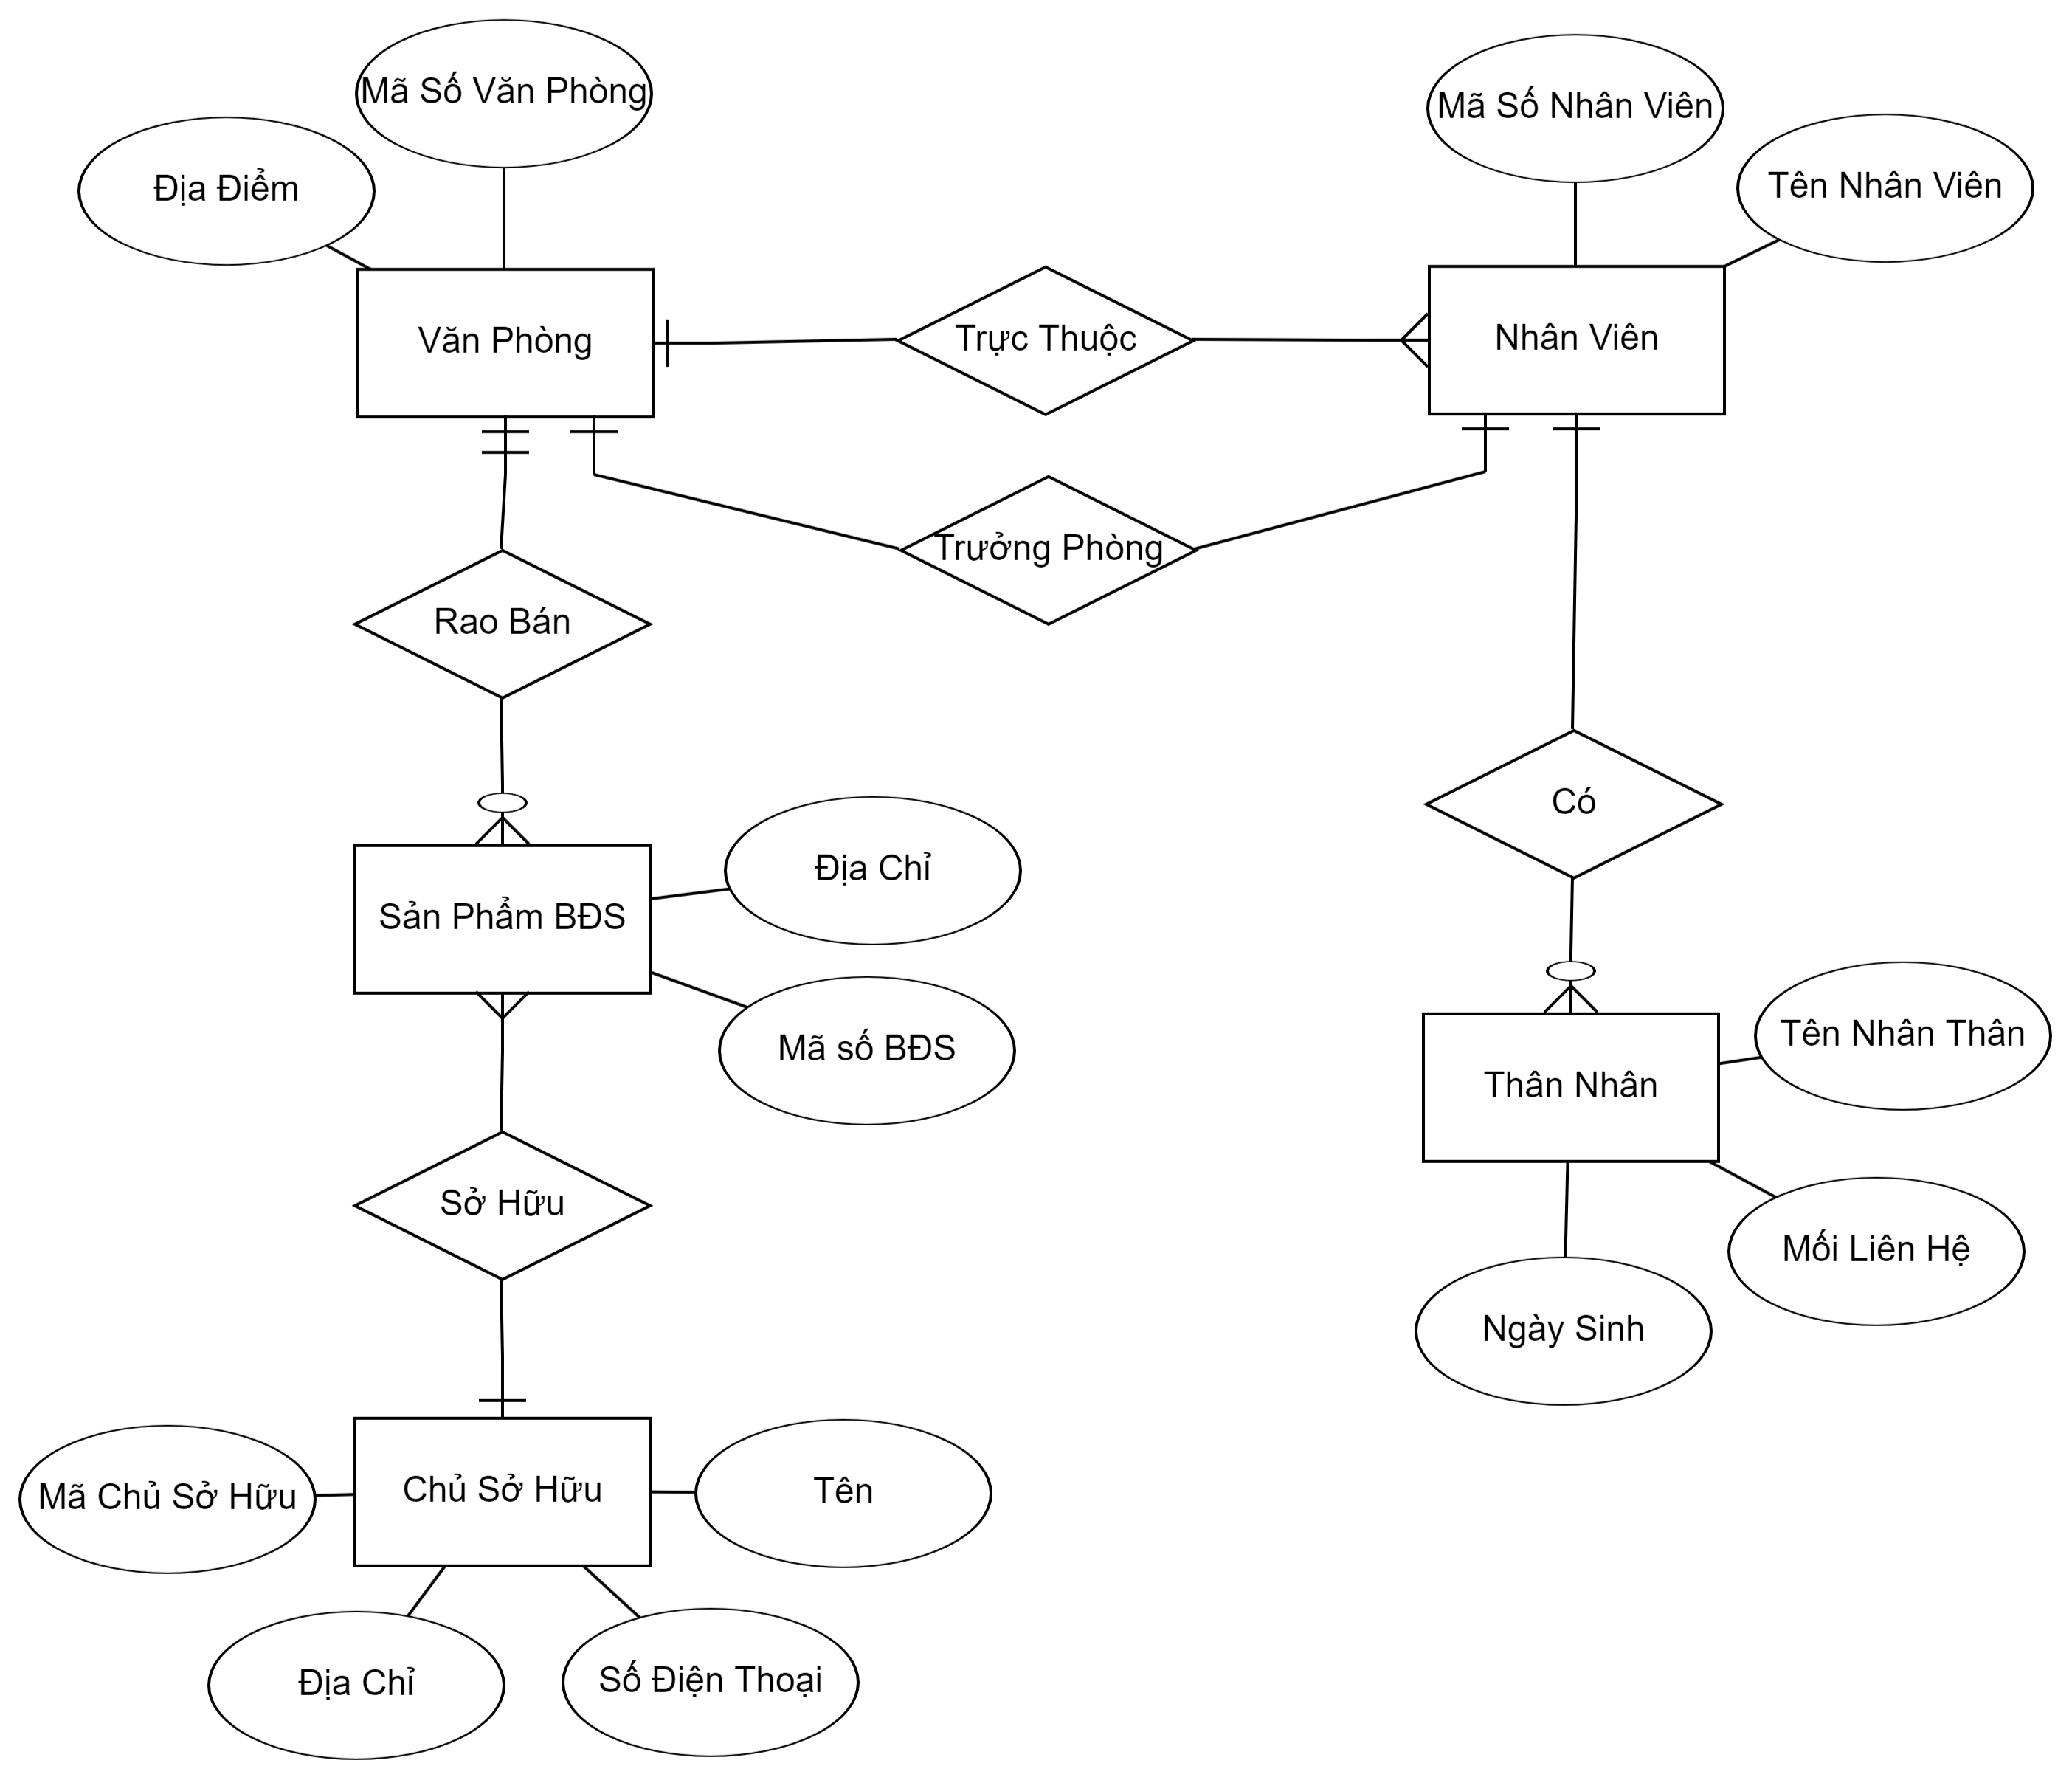 Mã Số Văn Phòng
Mã Số Nhân Viên
Địa Điểm
Tên Nhân Viên
Văn Phòng
Trực Thuộc
Nhân Viên
Trưởng Phòng
Rao Bán
Có
Địa Chỉ
Sản Phẩm BĐS
Mã số BĐS
Tên Nhân Thân
Thân Nhân
Sở Hữu
Mối Liên Hệ
Ngày Sinh
Mã Chủ Sở Hữu
Chủ Sở Hữu
Tên
Địa Chỉ
Số Điện Thoại